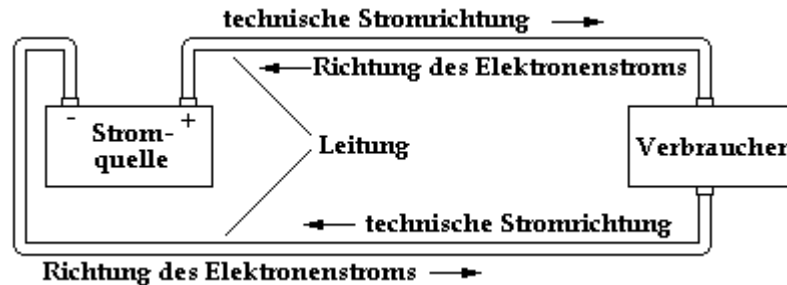 technische Stromrichtung
Richtung des Elektronenstroms
- +
Strom-
quelle
Leitung
Verbraucher
technische Stromrichtung
Richtung des Elektronenstroms